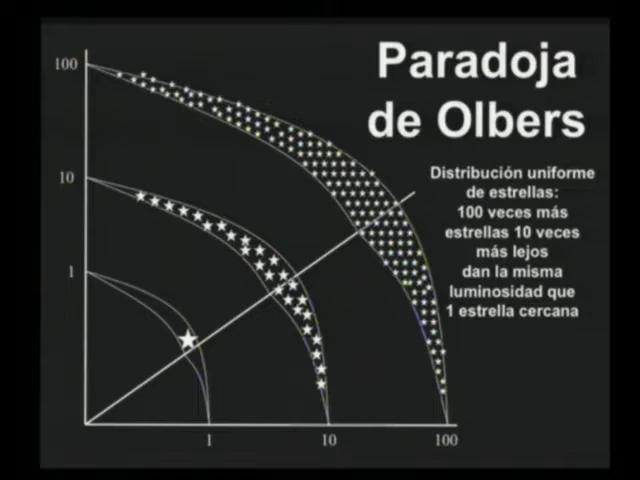 Paradoja
de Olbers
Distribución uniforme
de estrellas:
100 veces más
estrellas 10 veces
más lejos
dan la misma
luminosidad que
1 estrella cercana
100
10
1
1
10
100